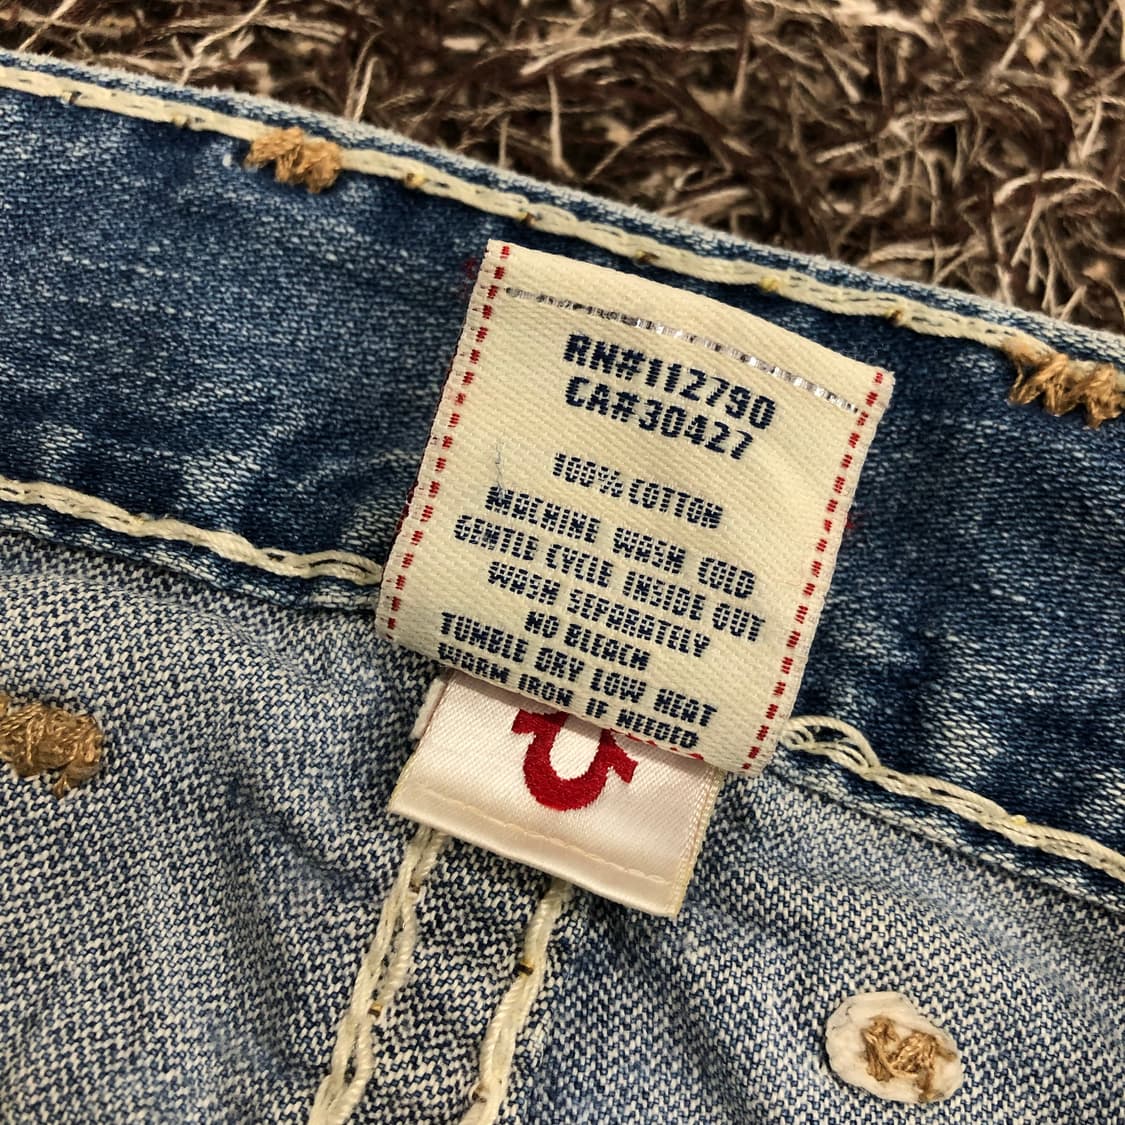 RN#112790
CA#30427
100% COTTON
MACHINE WASH COLD
GENTLE CYCLE INSIDE OUT
WASH SEPARATELY
NO BLEACH
TUMBLE DRY LOW HEAT
WARM IRON IF NEEDED